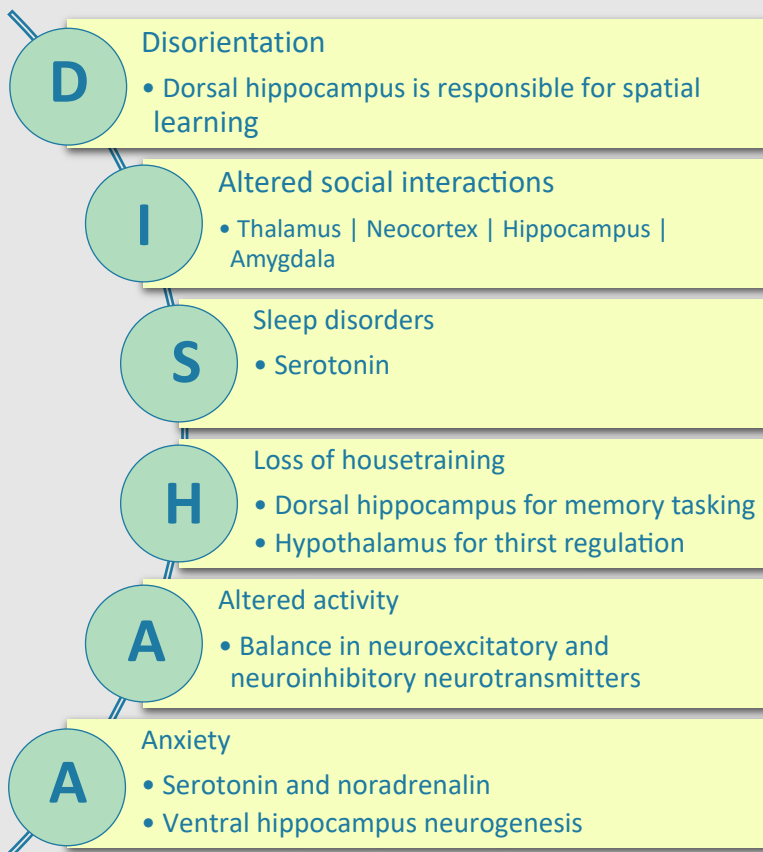 D
Disorientation
• Dorsal hippocampus is responsible for spatial
learning
I
Altered social interactions
• Thalamus | Neocortex | Hippocampus |
Amygdala
S
Sleep disorders
• Serotonin
H
Loss of housetraining
• Dorsal hippocampus for memory tasking
• Hypothalamus for thirst regulation
A
Altered activity
• Balance in neuroexcitatory and
neuroinhibitory neurotransmitters
A
Anxiety
• Serotonin and noradrenalin
• Ventral hippocampus neurogenesis